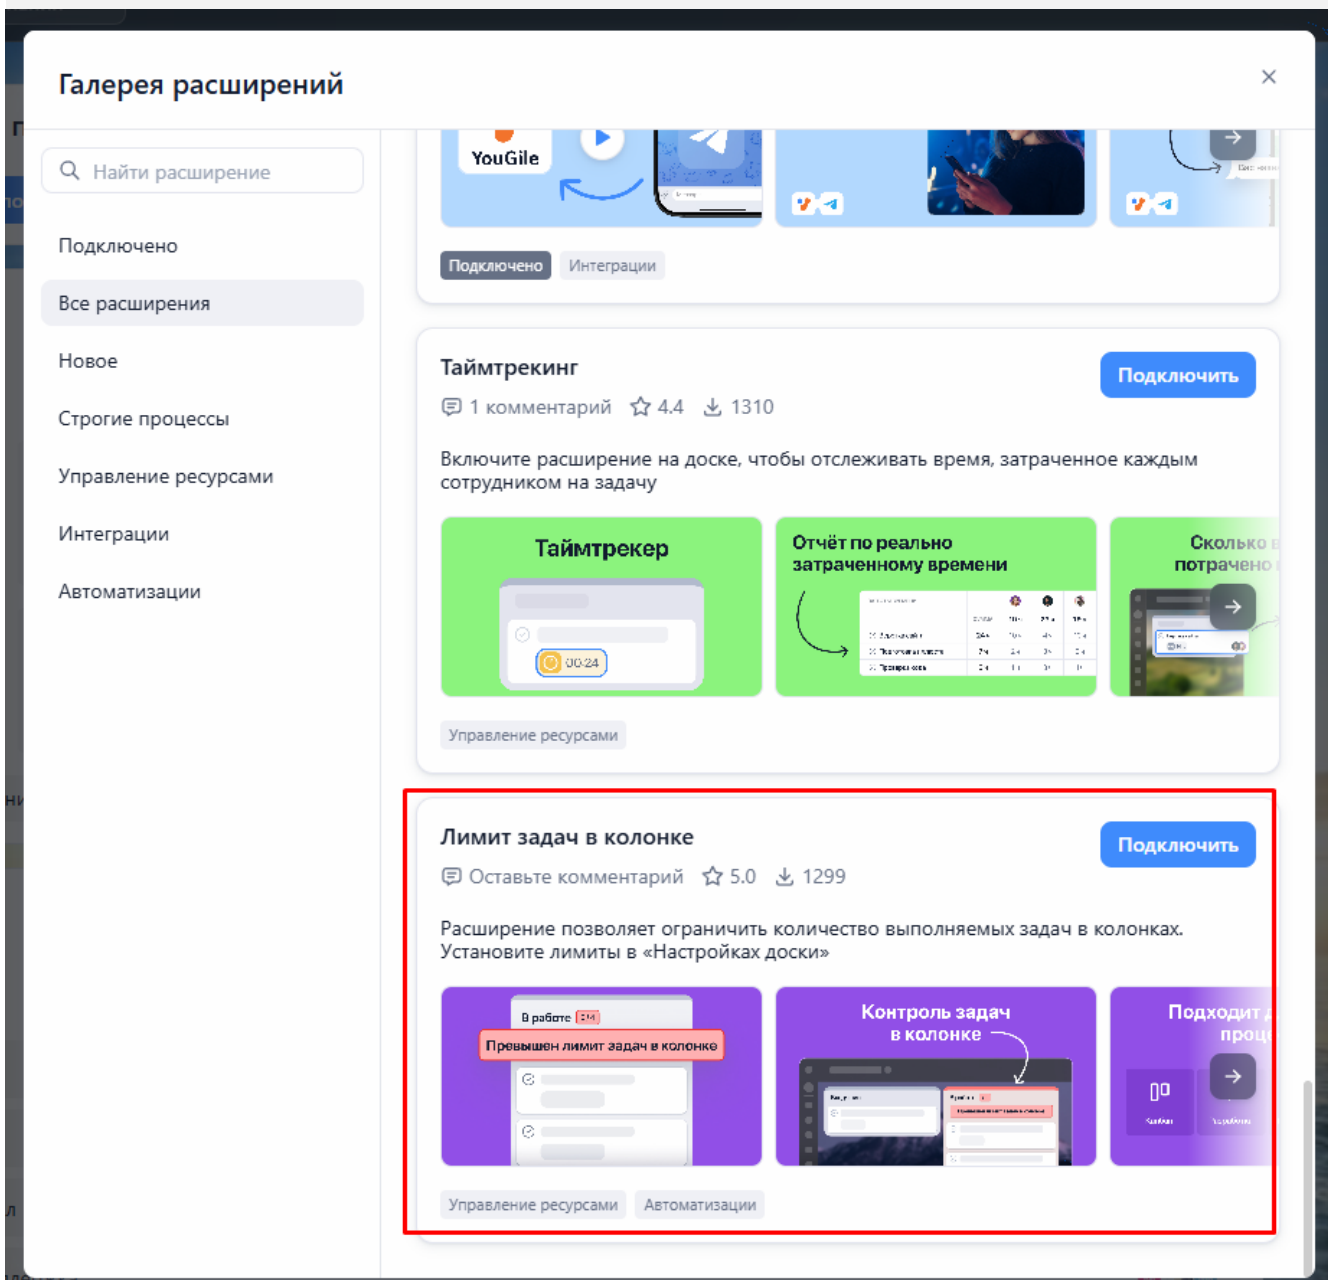 Галерея расширений
Найти расширение
Подключено
Все расширения
Новое
Строгие процессы
Управление ресурсами
Интеграции
Автоматизации
YouGile
Подключено
Интеграции
Таймтрекинг
Подключить
1 комментарий 4.4 1310
Включите расширение на доске, чтобы отслеживать время, затраченное каждым
сотрудником на задачу
Таймтрекер
00:24
Отчёт по реально
затраченному времени
Сколько
потрачено
Управление ресурсами
Лимит задач в колонке
Подключить
Оставьте комментарий 5.0 1299
Расширение позволяет ограничить количество выполняемых задач в колонках.
Установите лимиты в «Настройках доски»
В работе
Превышен лимит задач в колонке
Контроль задач
в колонке
Подходит
Канбан
Управление ресурсами
Автоматизации